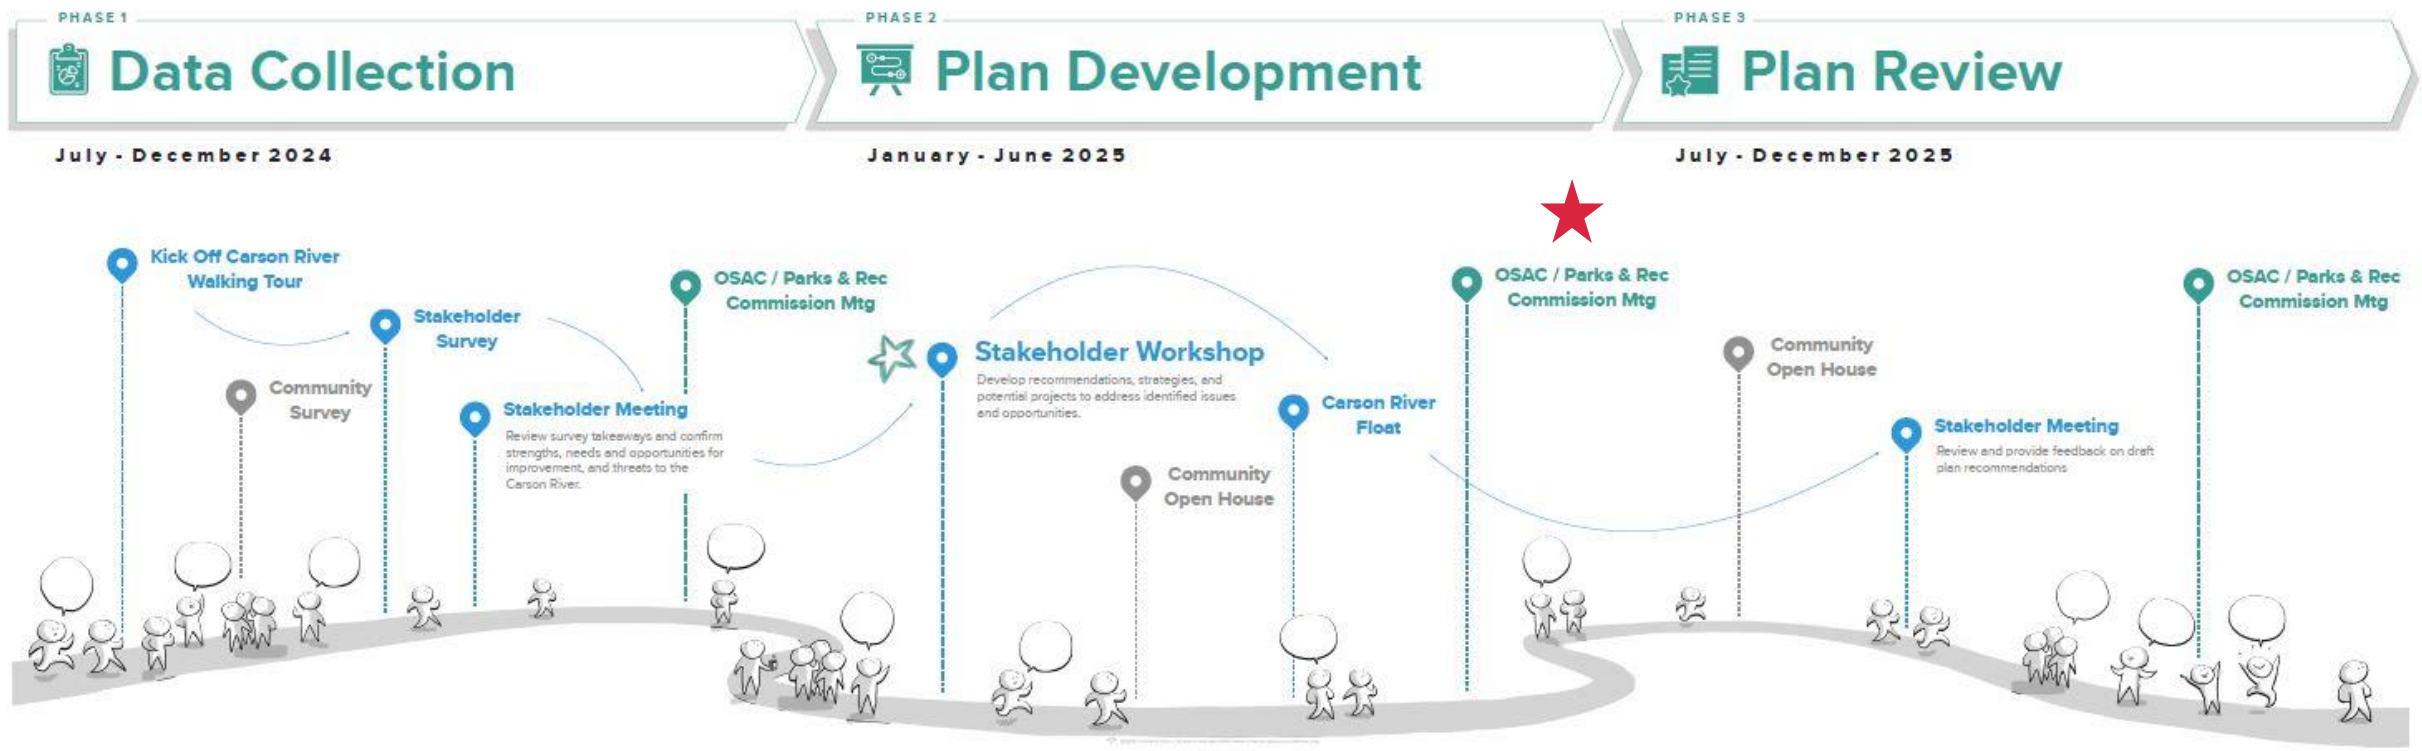 PHASE 1
Data Collection
July - December 2024
PHASE 2
Plan Development
January - June 2025
PHASE 3
Plan Review
July - December 2025
Kick Off Carson River
Walking Tour
Community
Survey
Stakeholder
Survey
Stakeholder Meeting
Review survey takeaways and confirm
strengths, needs and opportunities for
improvement, and threats to the
Carson River.
OSAC / Parks & Rec
Commission Mtg
Stakeholder Workshop
Develop recommendations, strategies, and
potential projects to address identified issues
and opportunities.
Community
Open House
Carson River
Float
OSAC / Parks & Rec
Commission Mtg
Community
Open House
Stakeholder Meeting
Review and provide feedback on draft
plan recommendations
OSAC / Parks & Rec
Commission Mtg